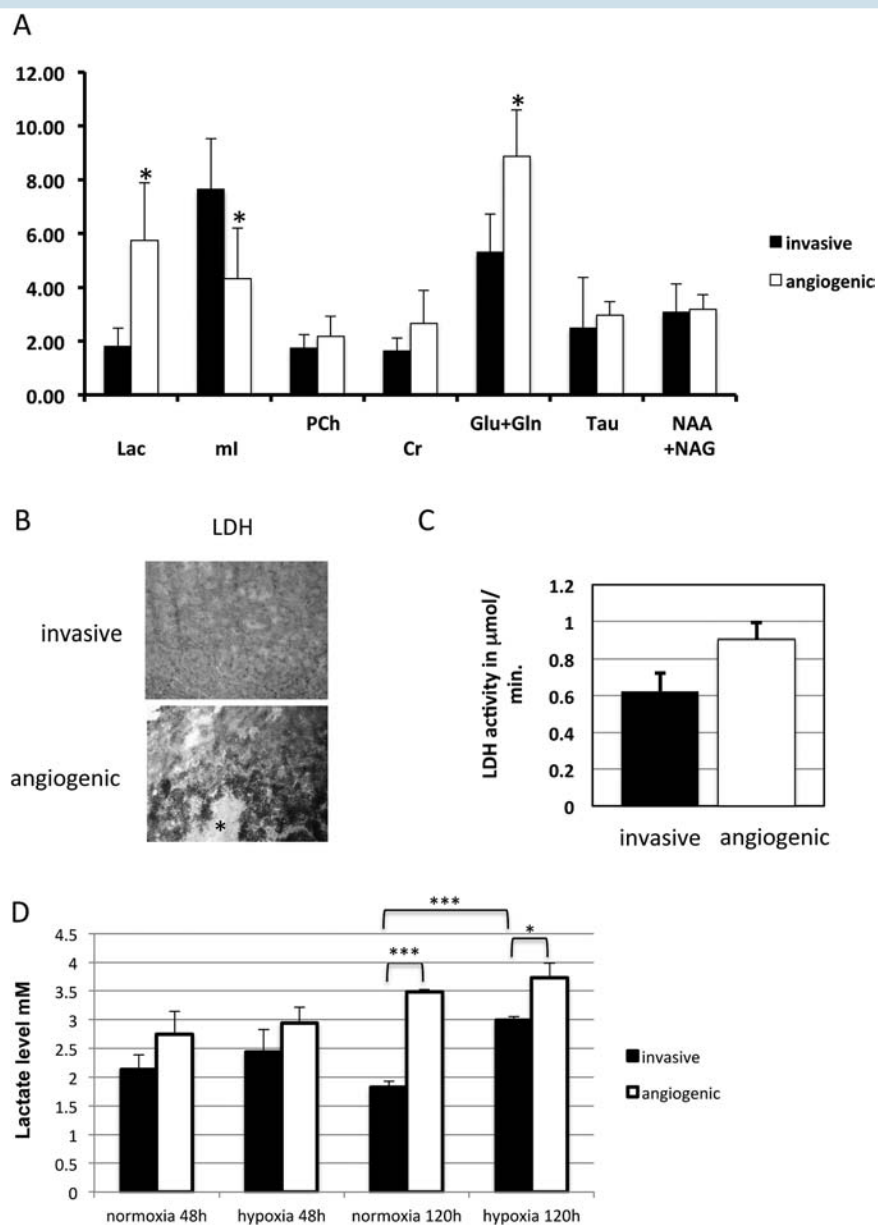 A
12.00
10.00
8.00
6.00
4.00
2.00
0.00
*
*
*
invasive
angiogenic
Lac
mI
PCh
Cr
Glu+Gln
Tau
NAA
+NAG
B
LDH
invasive
angiogenic
*
C
LDH activity in μmol/
min.
1.2
1
0.8
0.6
0.4
0.2
0
invasive
angiogenic
D
Lactate level mM
4.5
4
3.5
3
2.5
2
1.5
1
0.5
0
***
***
*
invasive
angiogenic
normoxia 48h
hypoxia 48h
normoxia 120h
hypoxia 120h